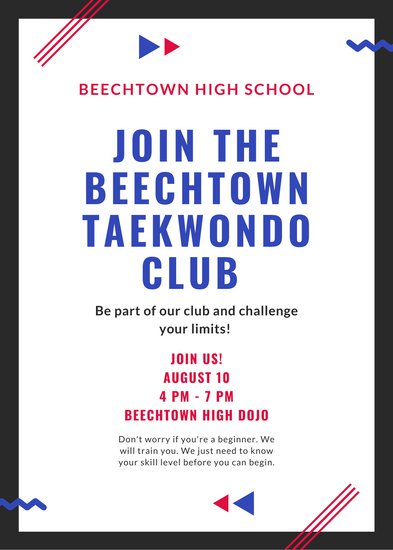 BEECHTOWN HIGH SCHOOL
JOIN THE
BEECHTOWN
TAEKWONDO
CLUB
Be part of our club and challenge
your limits!
JOIN US!
AUGUST 10
4 PM - 7 PM
BEECHTOWN HIGH DOJO
Don't worry if you're a beginner. We
will train you. We just need to know
your skill level before you can begin.